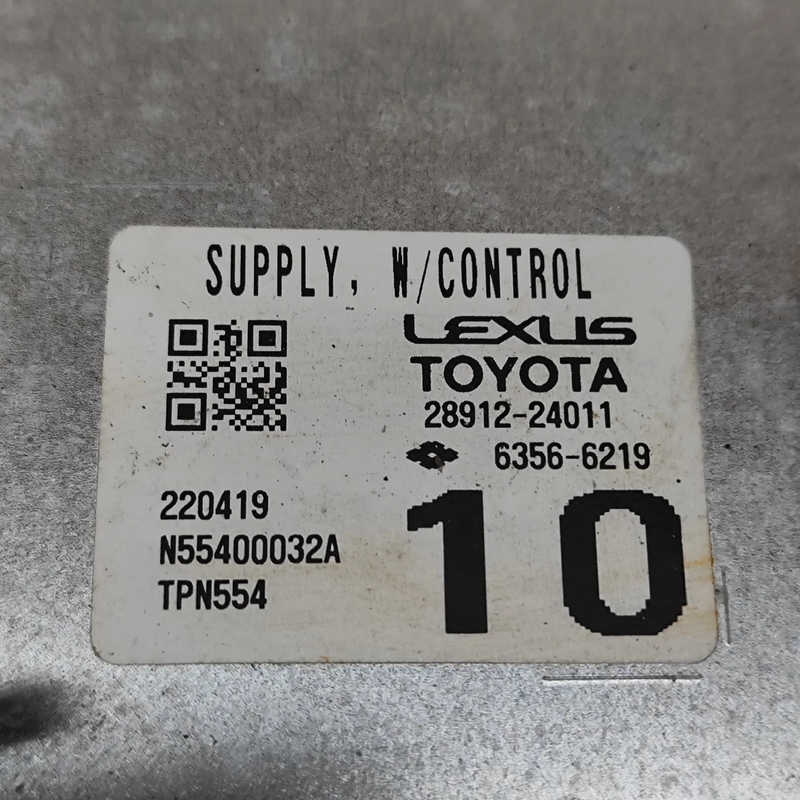 SUPPLY, W/CONTROL
LEXUS
TOYOTA
28912-24011
6356-6219
220419
N55400032A
TPN554
10